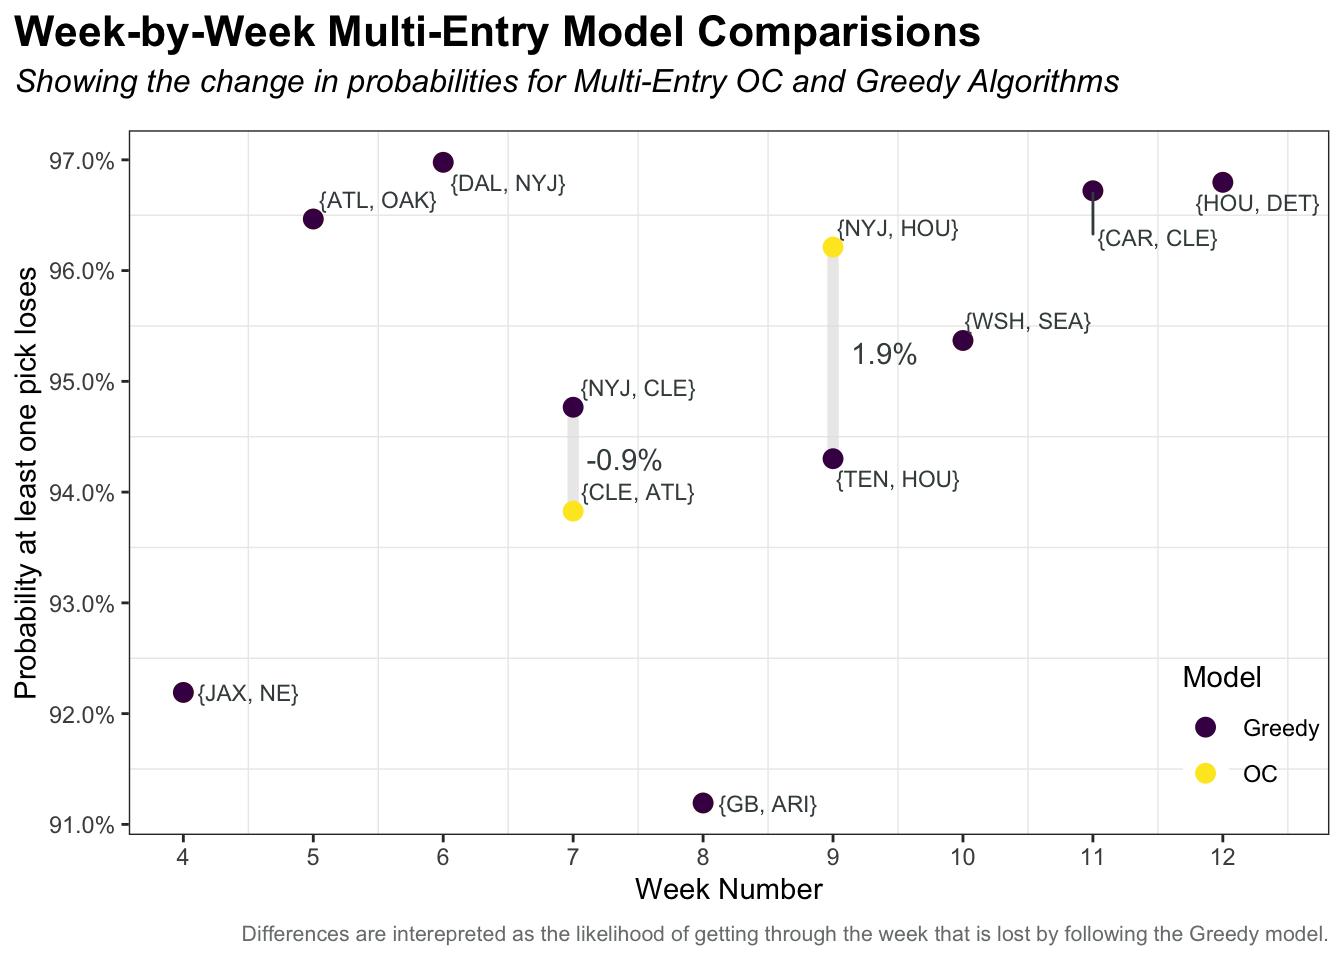 Week-by-Week Multi-Entry Model Comparisions
Showing the change in probabilities for Multi-Entry OC and Greedy Algorithms
Probability at least one pick loses
97.0%
96.0%
95.0%
94.0%
93.0%
92.0%
91.0%
{JAX, NE}
{ATL, OAK}
{DAL, NYJ}
{NYJ, CLE}
-0.9%
{CLE, ATL}
{GB, ARI}
{NYJ, HOU}
1.9%
{TEN, HOU}
{WSH, SEA}
{CAR, CLE}
{HOU, DET}
Model
Greedy
OC
4 5 6 7 8 9 10 11 12
Week Number
Differences are interepreted as the likelihood of getting through the week that is lost by following the Greedy model.